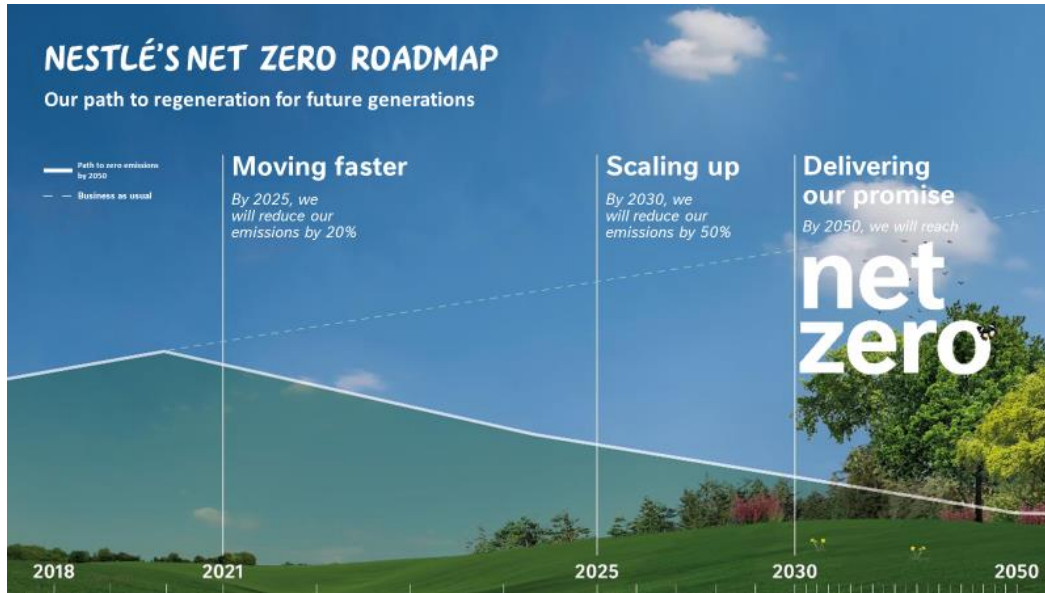 NESTLÉ'S NET ZERO ROADMAP
Our path to regeneration for future generations
Path to zero emissions
by 2050
Business as usual
Moving faster
By 2025, we
will reduce our
emissions by 20%
Scaling up
By 2030, we
will reduce our
emissions by 50%
Delivering
our promise
By 2050, we will reach
net
zero
2018
2021
2025
2030
2050